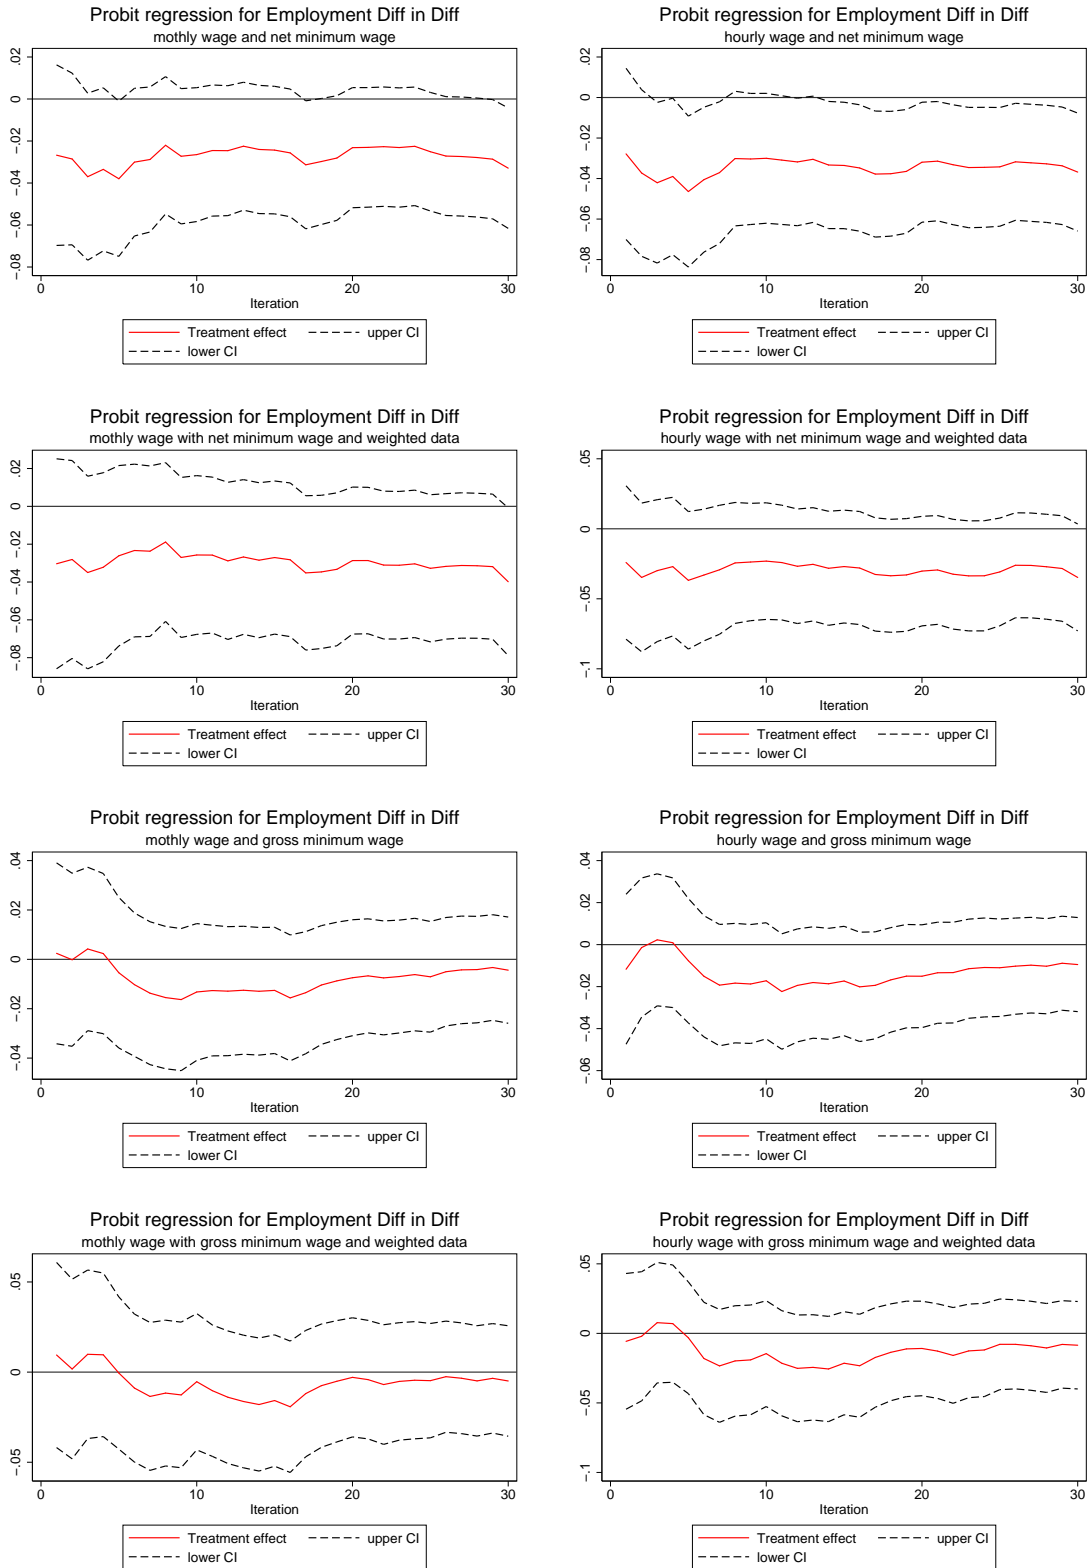 Probit regression for Employment Diff in Diff
mothly wage and net minimum wage
.02
0
−.02
−.04
−.06
−.08
0 10 20 30
Iteration
Treatment effect upper CI
lower CI
Probit regression for Employment Diff in Diff
hourly wage and net minimum wage
.02
0
−.02
−.04
−.06
−.08
0 10 20 30
Iteration
Treatment effect upper CI
lower CI
Probit regression for Employment Diff in Diff
mothly wage with net minimum wage and weighted data
.02
0
−.02
−.04
−.06
−.08
0 10 20 30
Iteration
Treatment effect upper CI
lower CI
Probit regression for Employment Diff in Diff
hourly wage with net minimum wage and weighted data
.05
0
−.05
−.1
0 10 20 30
Iteration
Treatment effect upper CI
lower CI
Probit regression for Employment Diff in Diff
mothly wage and gross minimum wage
.04
.02
0
−.02
−.04
0 10 20 30
Iteration
Treatment effect upper CI
lower CI
Probit regression for Employment Diff in Diff
hourly wage and gross minimum wage
.04
.02
0
−.02
−.04
−.06
0 10 20 30
Iteration
Treatment effect upper CI
lower CI
Probit regression for Employment Diff in Diff
mothly wage with gross minimum wage and weighted data
.05
0
−.05
0 10 20 30
Iteration
Treatment effect upper CI
lower CI
Probit regression for Employment Diff in Diff
hourly wage with gross minimum wage and weighted data
.05
0
−.05
−.1
0 10 20 30
Iteration
Treatment effect upper CI
lower CI